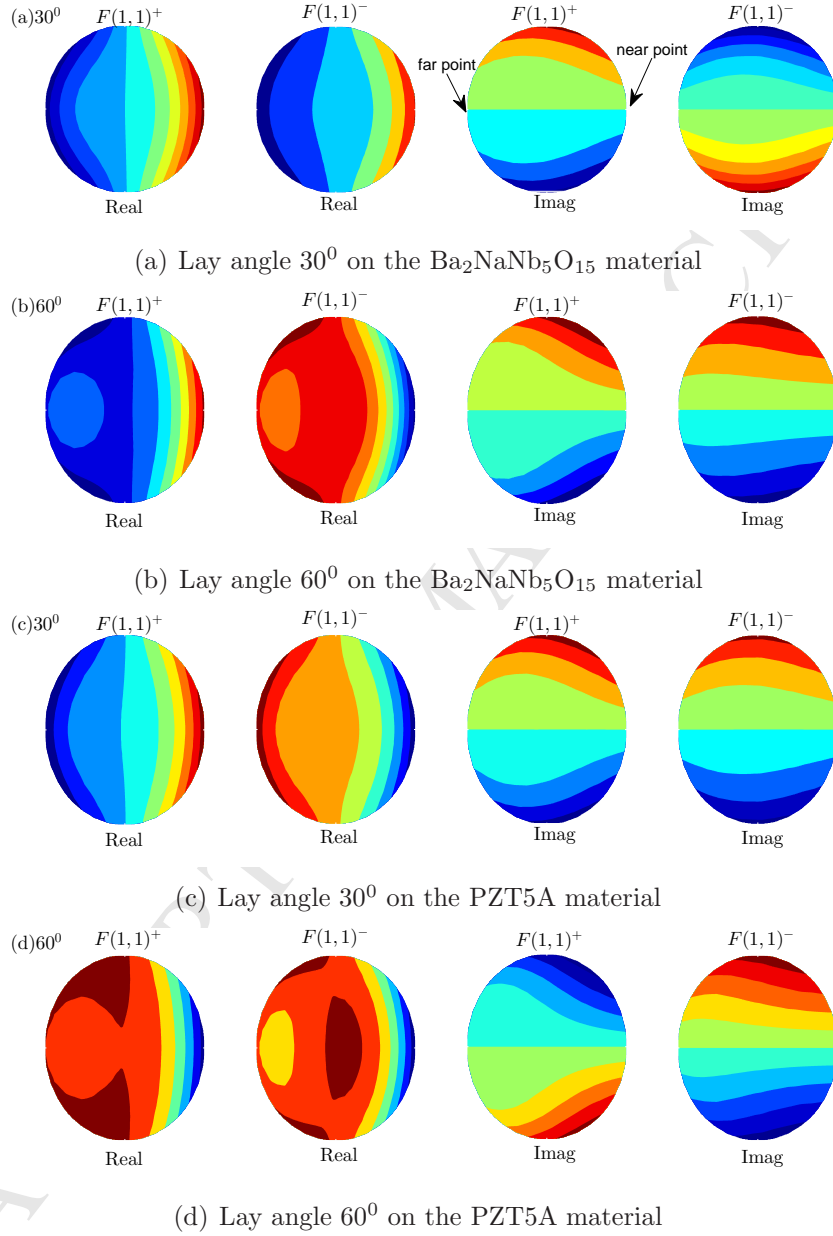 (a)30⁰ F(1,1)⁺ F(1,1)⁻ F(1,1)⁺ F(1,1)⁻
far point near point
Real Real Imag Imag
(a) Lay angle 30⁰ on the Ba₂NaNb₅O₁₅ material
(b)60⁰ F(1,1)⁺ F(1,1)⁻ F(1,1)⁺ F(1,1)⁻
Real Real Imag Imag
(b) Lay angle 60⁰ on the Ba₂NaNb₅O₁₅ material
(c)30⁰ F(1,1)⁺ F(1,1)⁻ F(1,1)⁺ F(1,1)⁻
Real Real Imag Imag
(c) Lay angle 30⁰ on the PZT5A material
(d)60⁰ F(1,1)⁺ F(1,1)⁻ F(1,1)⁺ F(1,1)⁻
Real Real Imag Imag
(d) Lay angle 60⁰ on the PZT5A material